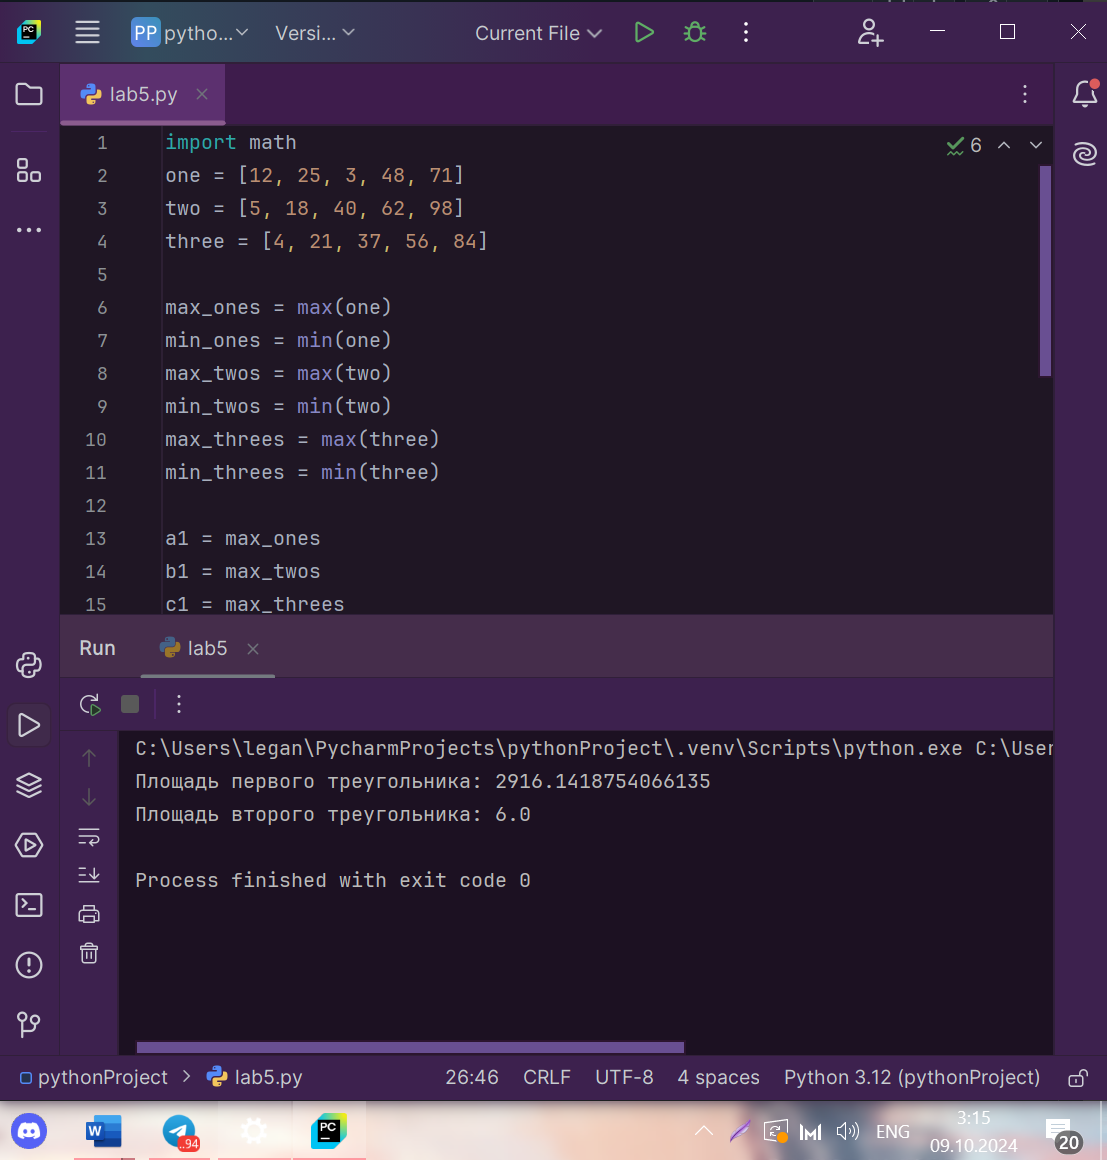 PC
PP pytho... Versi... Current File
lab5.py
6
1 import math
2 one = [12, 25, 3, 48, 71]
3 two = [5, 18, 40, 62, 98]
4 three = [4, 21, 37, 56, 84]
5
6 max_ones = max(one)
7 min_ones = min(one)
8 max_twos = max(two)
9 min_twos = min(two)
10 max_threes = max(three)
11 min_threes = min(three)
12
13 a1 = max_ones
14 b1 = max_twos
15 c1 = max_threes
Run lab5
C:\Users\legan\PycharmProjects\pythonProject\.venv\Scripts\python.exe C:\User
Площадь первого треугольника: 2916.1418754066135
Площадь второго треугольника: 6.0
Process finished with exit code 0
pythonProject > lab5.py 26:46 CRLF UTF-8 4 spaces Python 3.12 (pythonProject)
W ..94 PC ENG 3:15
09.10.2024 20